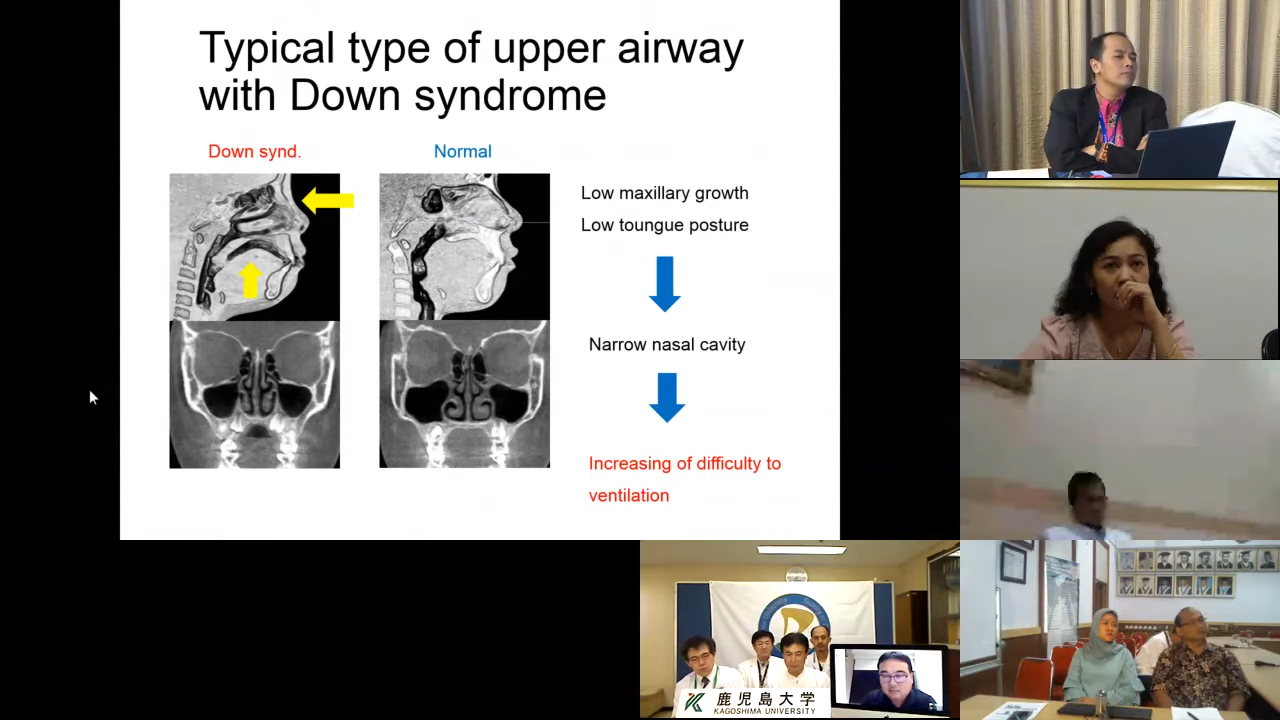 Typical type of upper airway
with Down syndrome
Down synd.
Normal
Low maxillary growth
Low toungue posture
Narrow nasal cavity
Increasing of difficulty to
ventilation
鹿児島大学
KAGOSHIMA UNIVERSITY